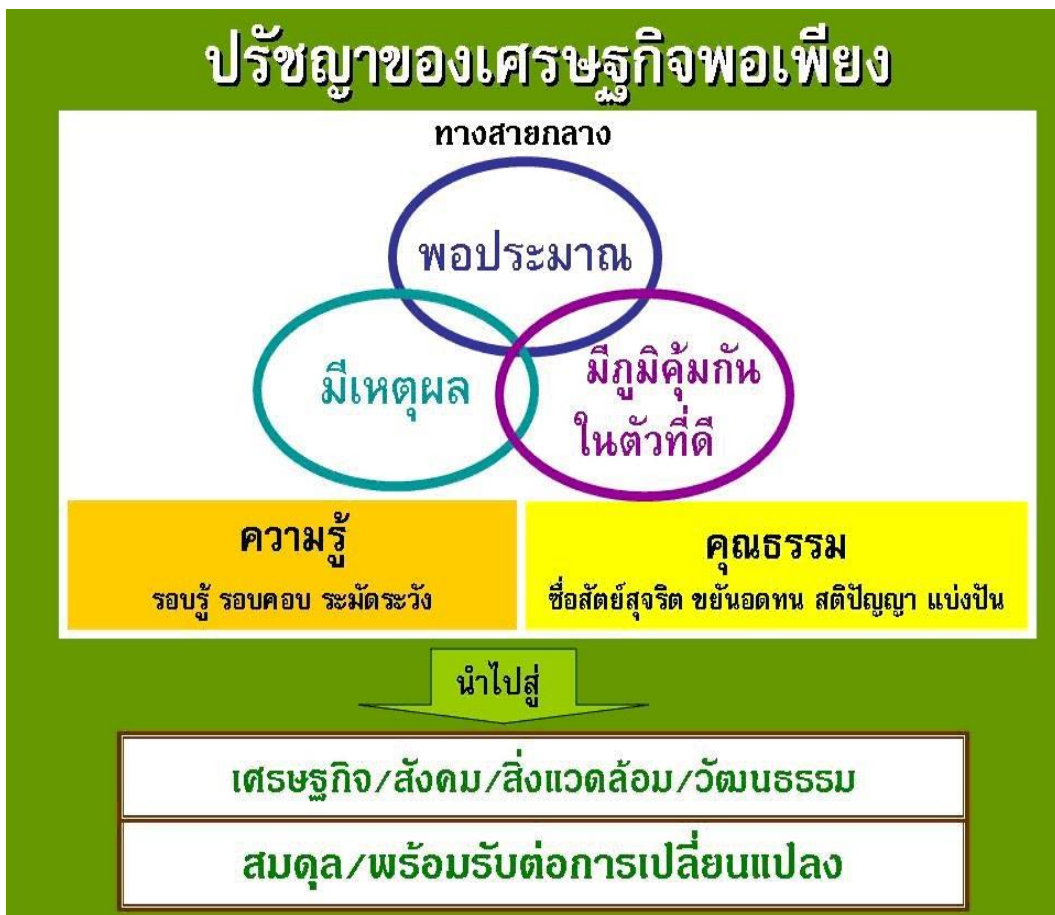 ปรัชญาของเศรษฐกิจพอเพียง
ทางสายกลาง
พอประมาณ
มีเหตุผล
มีภูมิคุ้มกัน
ในตัวที่ดี
ความรู้
รอบรู้ รอบคอบ ระมัดระวัง
คุณธรรม
ซื่อสัตย์สุจริต ขยันอดทน สติปัญญา แบ่งปัน
นำไปสู่
เศรษฐกิจ/สังคม/สิ่งแวดล้อม/วัฒนธรรม
สมดุล/พร้อมรับต่อการเปลี่ยนแปลง